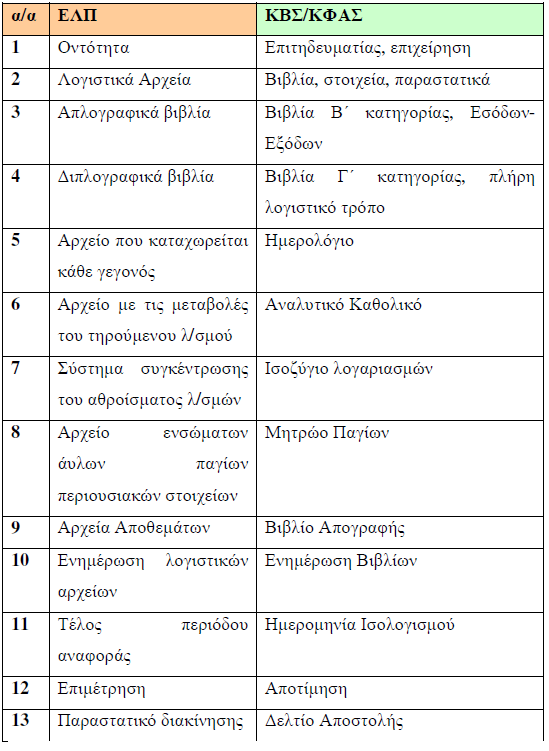 α/α ΕΛΠ ΚΒΣ/ΚΦΑΣ
1 Οντότητα Επιτηδευματίας, επιχείρηση
2 Λογιστικά Αρχεία Βιβλία, στοιχεία, παραστατικά
3 Απλογραφικά βιβλία Βιβλία Β΄ κατηγορίας, Εσόδων-
Εξόδων
4 Διπλογραφικά βιβλία Βιβλία Γ΄ κατηγορίας, πλήρη
λογιστικό τρόπο
5 Αρχείο που καταχωρείται Ημερολόγιο
κάθε γεγονός
6 Αρχείο με τις μεταβολές Αναλυτικό Καθολικό
του τηρούμενου λ/σμού
7 Σύστημα συγκέντρωσης Ισοζύγιο λογαριασμών
του αθροίσματος λ/σμών
8 Αρχείο ενσώματων Μητρώο Παγίων
άυλων παγίων
περιουσιακών στοιχείων
9 Αρχεία Αποθεμάτων Βιβλίο Απογραφής
10 Ενημέρωση λογιστικών Ενημέρωση Βιβλίων
αρχείων
11 Τέλος περιόδου Ημερομηνία Ισολογισμού
αναφοράς
12 Επιμέτρηση Αποτίμηση
13 Παραστατικό διακίνησης Δελτίο Αποστολής